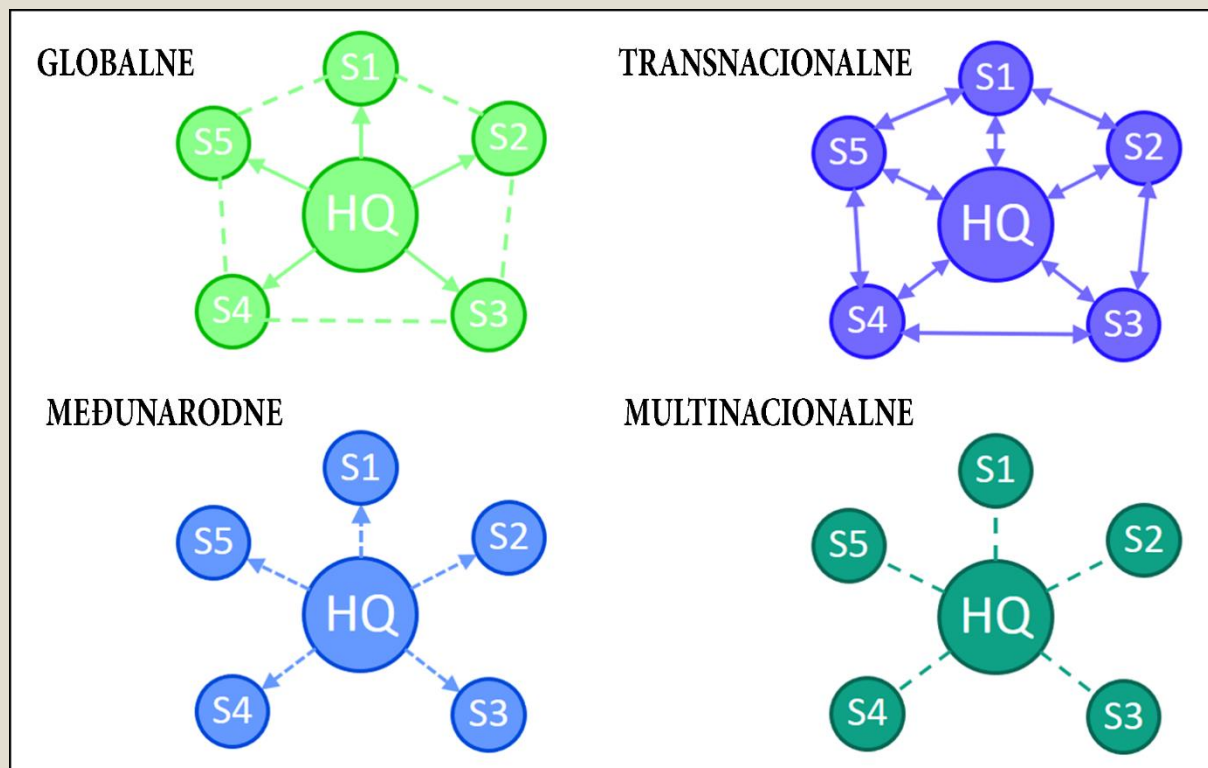 GLOBALNE
S1
S2
S5
HQ
S4
S3
TRANSNACIONALNE
S1
S2
S5
HQ
S4
S3
MEĐUNARODNE
S1
S2
S5
HQ
S4
S3
MULTINACIONALNE
S1
S2
S5
HQ
S4
S3